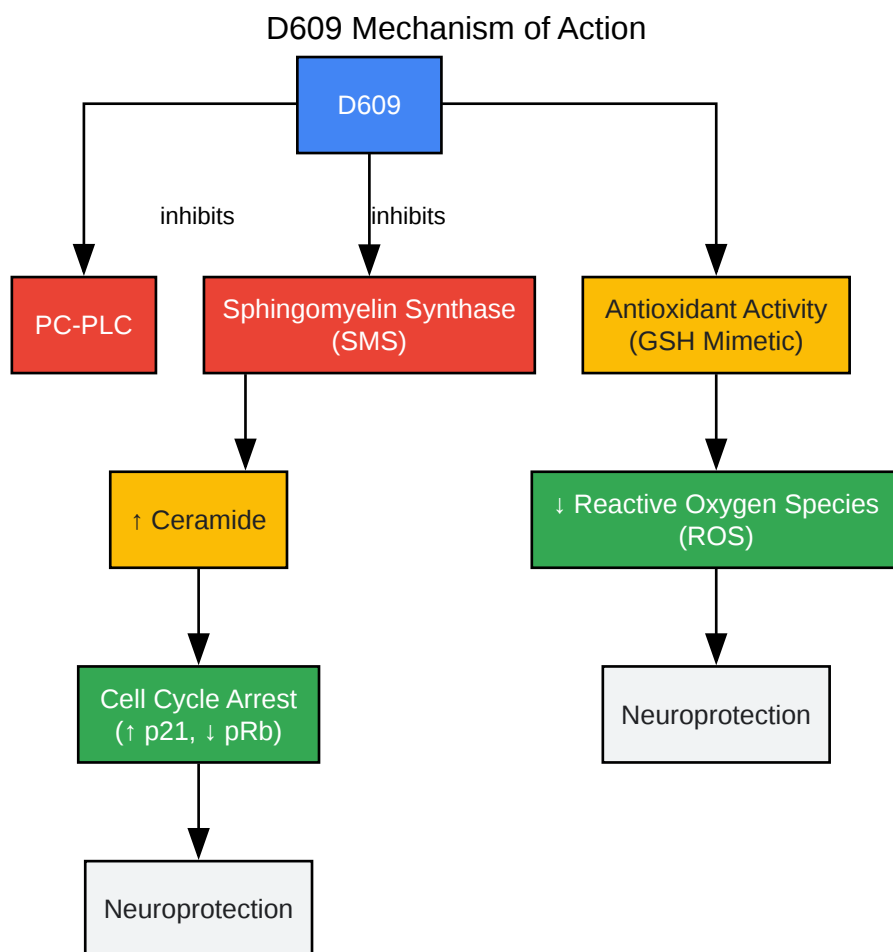 D609 Mechanism of Action
D609
inhibits
inhibits
PC-PLC
Sphingomyelin Synthase
(SMS)
Antioxidant Activity
(GSH Mimetic)
↑ Ceramide
↓ Reactive Oxygen Species
(ROS)
Cell Cycle Arrest
(↑ p21, ↓ pRb)
Neuroprotection
Neuroprotection